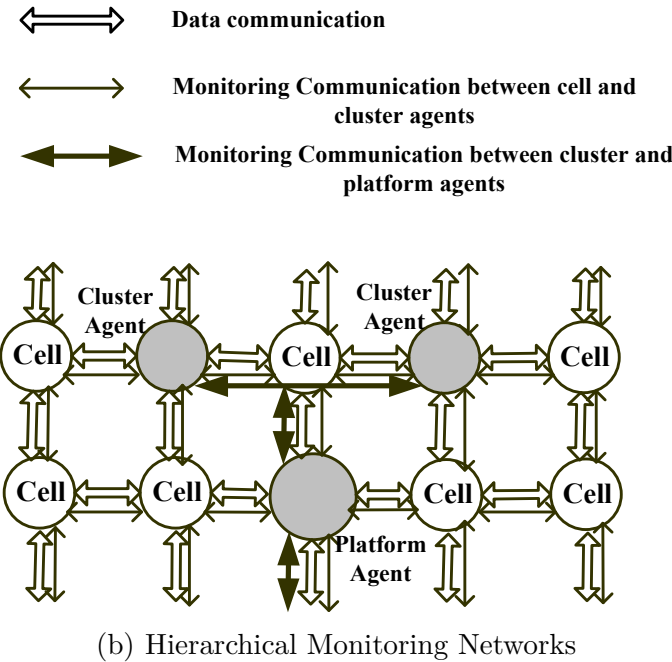 Data communication
Monitoring Communication between cell and
cluster agents
Monitoring Communication between cluster and
platform agents
Cluster
Agent
Cluster
Agent
Cell
Cell
Cell
Cell
Cell
Cell
Cell
Platform
Agent
(b) Hierarchical Monitoring Networks